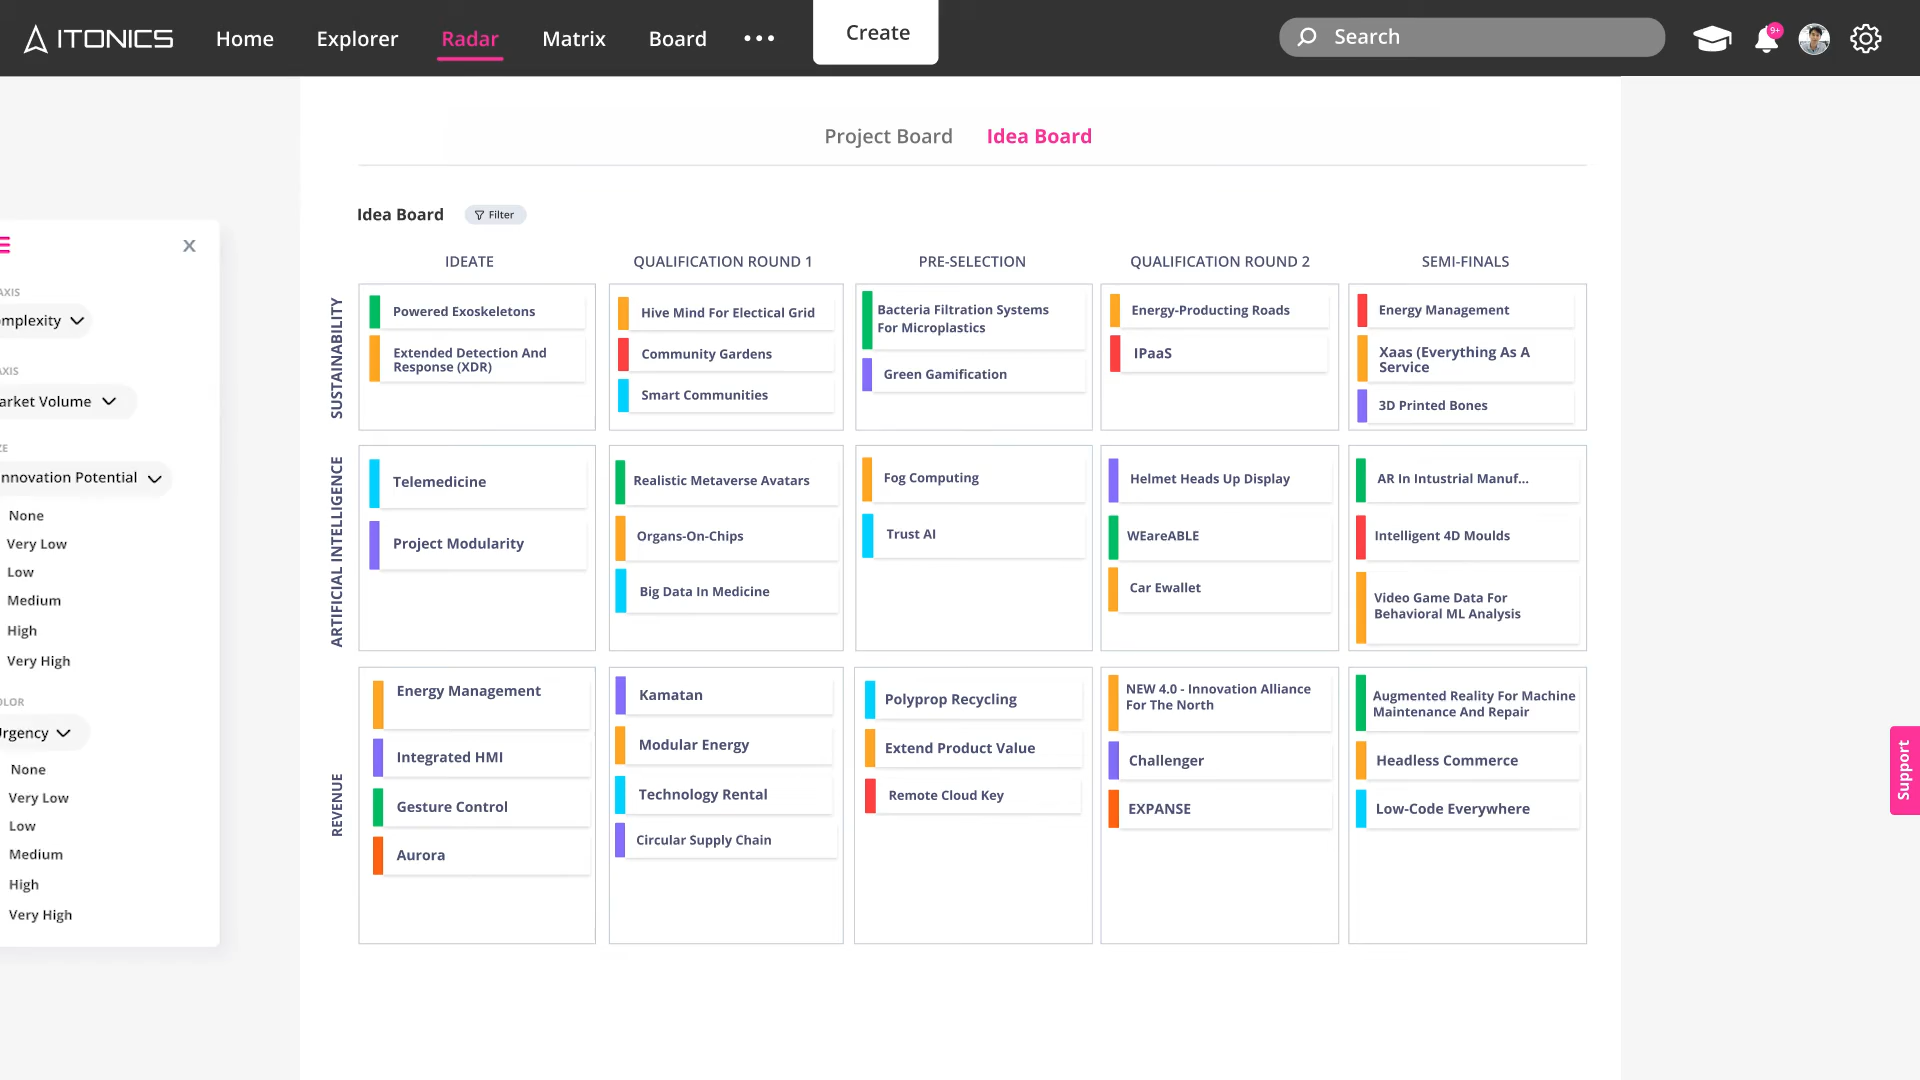 ITONICS
Home
Explorer
Radar
Matrix
Board
Create
Search
9+
Project Board
Idea Board
Idea Board
Filter
X
AXIS
mplexity
AXIS
arket Volume
ZE
nnovation Potential
None
Very Low
Low
Medium
High
Very High
OLOR
Urgency
None
Very Low
Low
Medium
High
Very High
IDEATE
QUALIFICATION ROUND 1
PRE-SELECTION
QUALIFICATION ROUND 2
SEMI-FINALS
SUSTAINABILITY
Powered Exoskeletons
Extended Detection And
Response (XDR)
Hive Mind For Electical Grid
Community Gardens
Smart Communities
Bacteria Filtration Systems
For Microplastics
Green Gamification
Energy-Producting Roads
IPaaS
Energy Management
Xaas (Everything As A
Service
3D Printed Bones
ARTIFICIAL INTELLIGENCE
Telemedicine
Project Modularity
Realistic Metaverse Avatars
Organs-On-Chips
Big Data In Medicine
Fog Computing
Trust AI
Helmet Heads Up Display
WEareABLE
Car Ewallet
AR In Intustrial Manuf...
Intelligent 4D Moulds
Video Game Data For
Behavioral ML Analysis
REVENUE
Energy Management
Integrated HMI
Gesture Control
Aurora
Kamatan
Modular Energy
Technology Rental
Circular Supply Chain
Polyprop Recycling
Extend Product Value
Remote Cloud Key
NEW 4.0 - Innovation Alliance
For The North
Challenger
EXPANSE
Augmented Reality For Machine
Maintenance And Repair
Headless Commerce
Low-Code Everywhere
Support